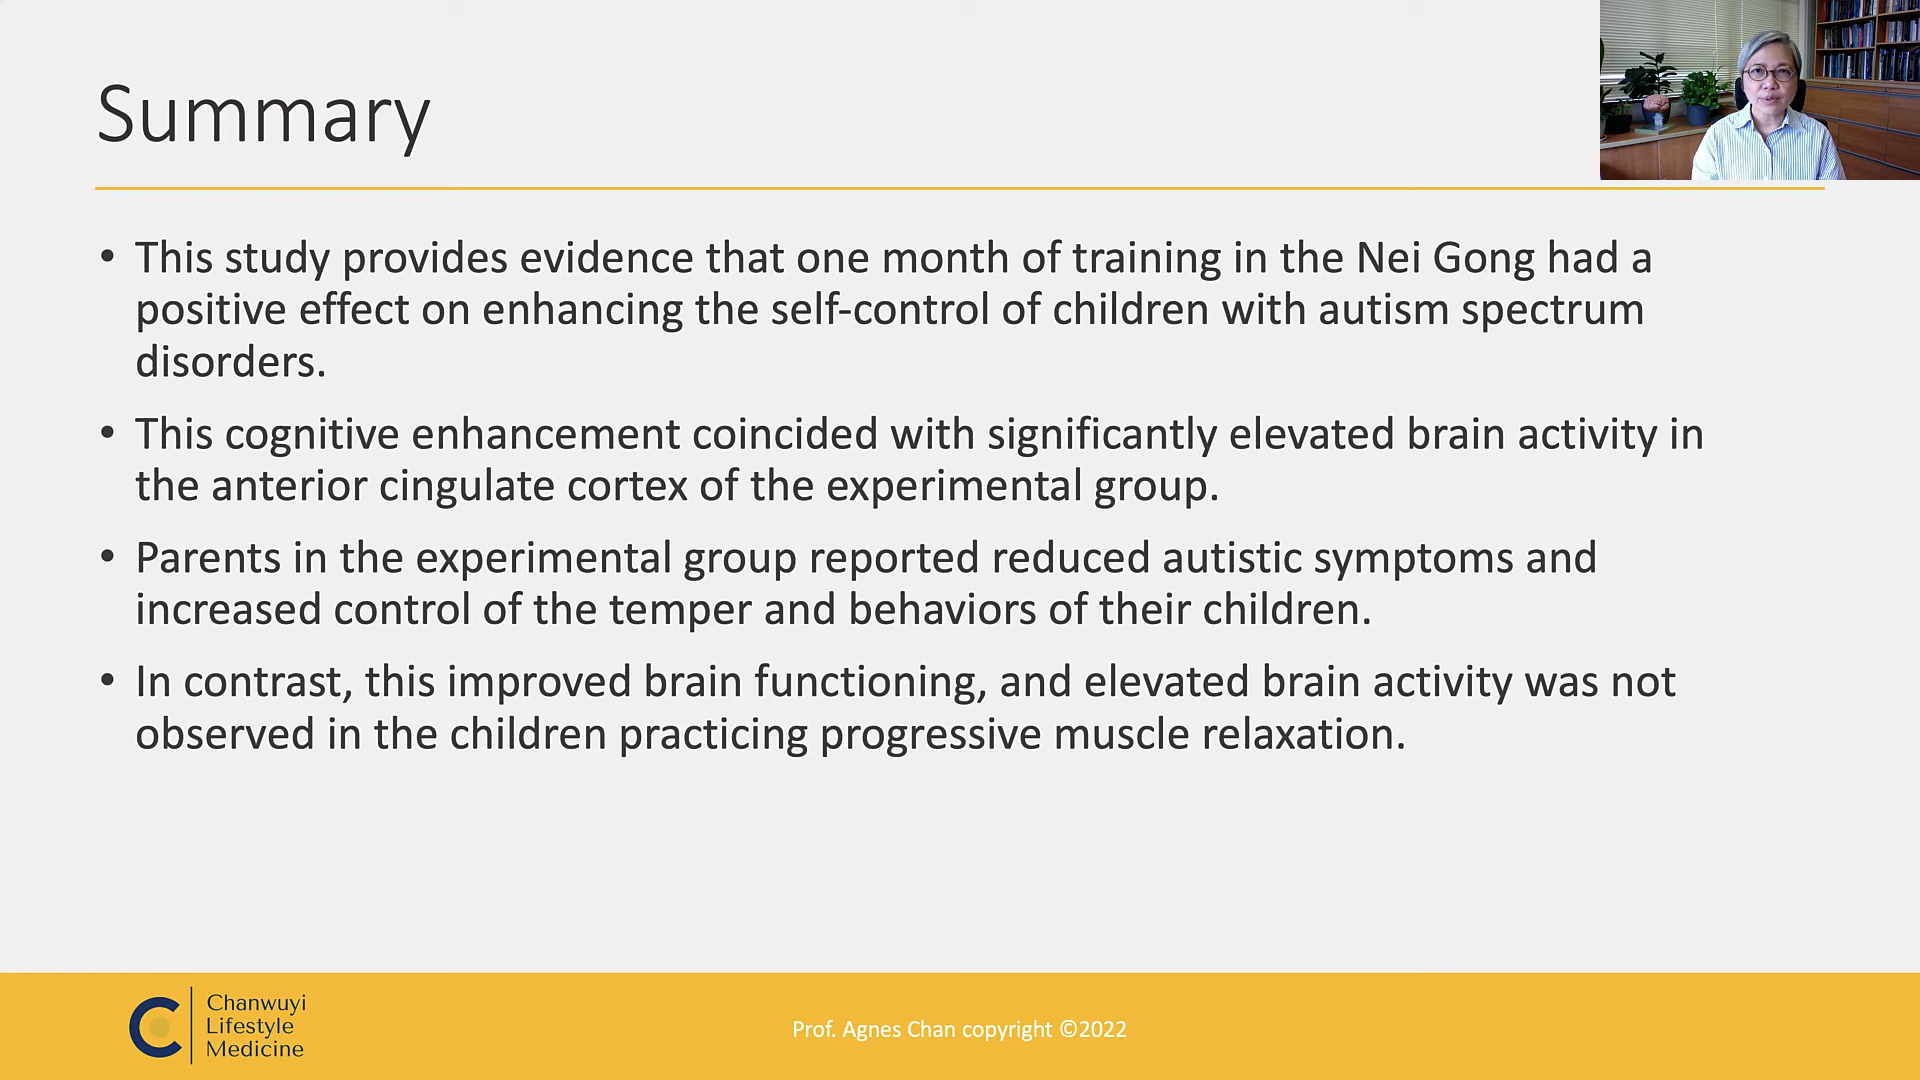 Summary
• This study provides evidence that one month of training in the Nei Gong had a
positive effect on enhancing the self-control of children with autism spectrum
disorders.
• This cognitive enhancement coincided with significantly elevated brain activity in
the anterior cingulate cortex of the experimental group.
• Parents in the experimental group reported reduced autistic symptoms and
increased control of the temper and behaviors of their children.
• In contrast, this improved brain functioning, and elevated brain activity was not
observed in the children practicing progressive muscle relaxation.
Chanwuyi
Lifestyle
Medicine
Prof. Agnes Chan copyright ©2022